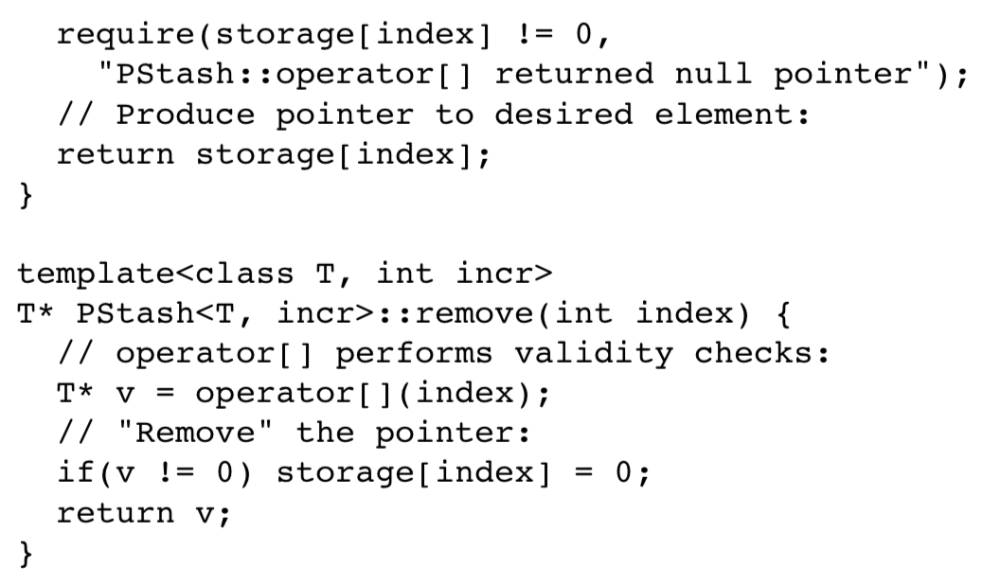 require(storage[index] != 0,
    "PStash::operator[] returned null pointer");
  // Produce pointer to desired element:
  return storage[index];
}

template<class T, int incr>
T* PStash<T, incr>::remove(int index) {
  // operator[] performs validity checks:
  T* v = operator[](index);
  // "Remove" the pointer:
  if(v != 0) storage[index] = 0;
  return v;
}